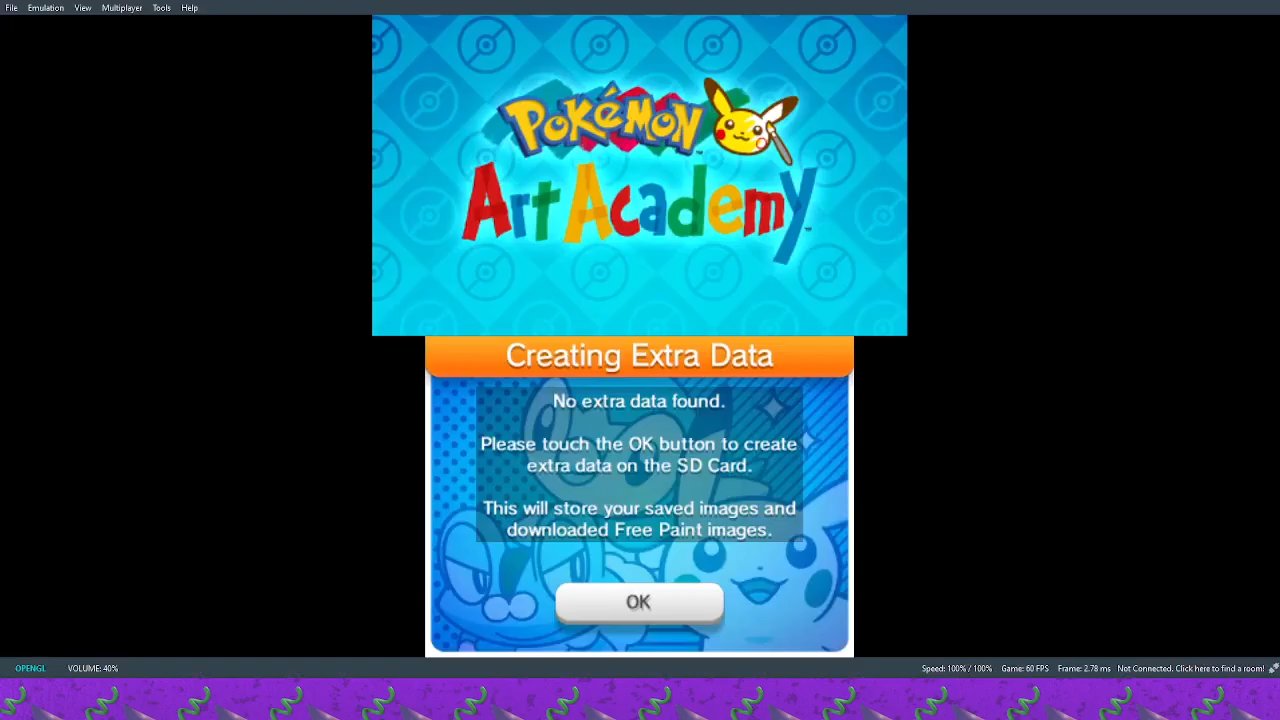 File Emulation View Multiplayer Tools Help
POKéMON™
Art Academy™
Creating Extra Data
No extra data found.
Please touch the OK button to create
extra data on the SD Card.
This will store your saved images and
downloaded Free Paint images.
OK
OPENGL VOLUME: 40% Speed: 100% / 100% Game: 60 FPS Frame: 2.78 ms Not Connected. Click here to find a room!